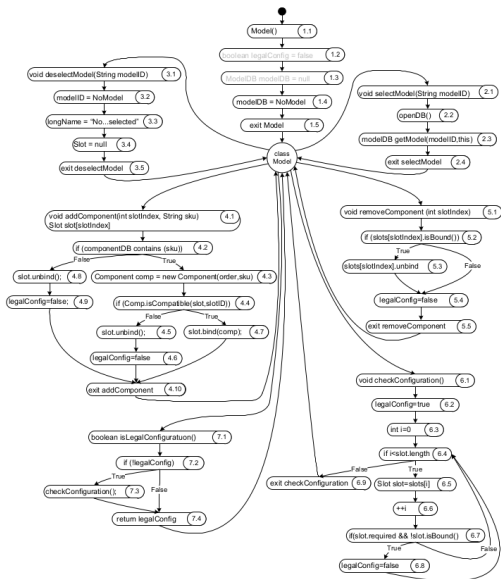 Model() 1.1
boolean legalConfig = false 1.2
ModelDB modelDB = null 1.3
modelDB = NoModel 1.4
exit Model 1.5
class
Model
void deselectModel(String modelID) 3.1
modelID = NoModel 3.2
longName = "No...selected" 3.3
Slot = null 3.4
exit deselectModel 3.5
void selectModel(String modelID) 2.1
openDB() 2.2
modelDB getModel(modelID,this) 2.3
exit selectModel 2.4
void addComponent(int slotIndex, String sku) 4.1
Slot slot[slotIndex]
if (componentDB contains (sku)) 4.2
False
True
slot.unbind(); 4.8
Component comp = new Component(order,sku) 4.3
legalConfig=false; 4.9
if (Comp.isCompatible(slot,slotID)) 4.4
False
True
slot.unbind(); 4.5
slot.bind(comp); 4.7
legalConfig=false 4.6
exit addComponent 4.10
void removeComponent (int slotIndex) 5.1
if (slots[slotIndex].isBound()) 5.2
True
False
slots[slotIndex].unbind 5.3
legalConfig=false 5.4
exit removeComponent 5.5
void checkConfiguration() 6.1
legalConfig=true 6.2
int i=0 6.3
if i<slot.length 6.4
False
True
exit checkConfiguration 6.9
Slot slot=slots[i] 6.5
++i 6.6
if(slot.required && !slot.isBound() 6.7
True
False
legalConfig=false 6.8
boolean isLegalConfiguratuon() 7.1
if (!legalConfig) 7.2
True
False
checkConfiguration(); 7.3
return legalConfig 7.4